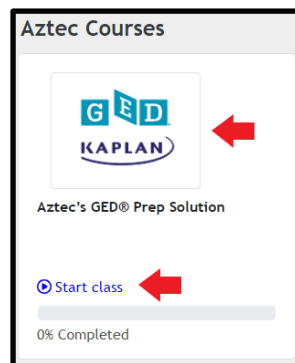 Aztec Courses
GED
KAPLAN
Aztec's GED® Prep Solution
Start class
0% Completed